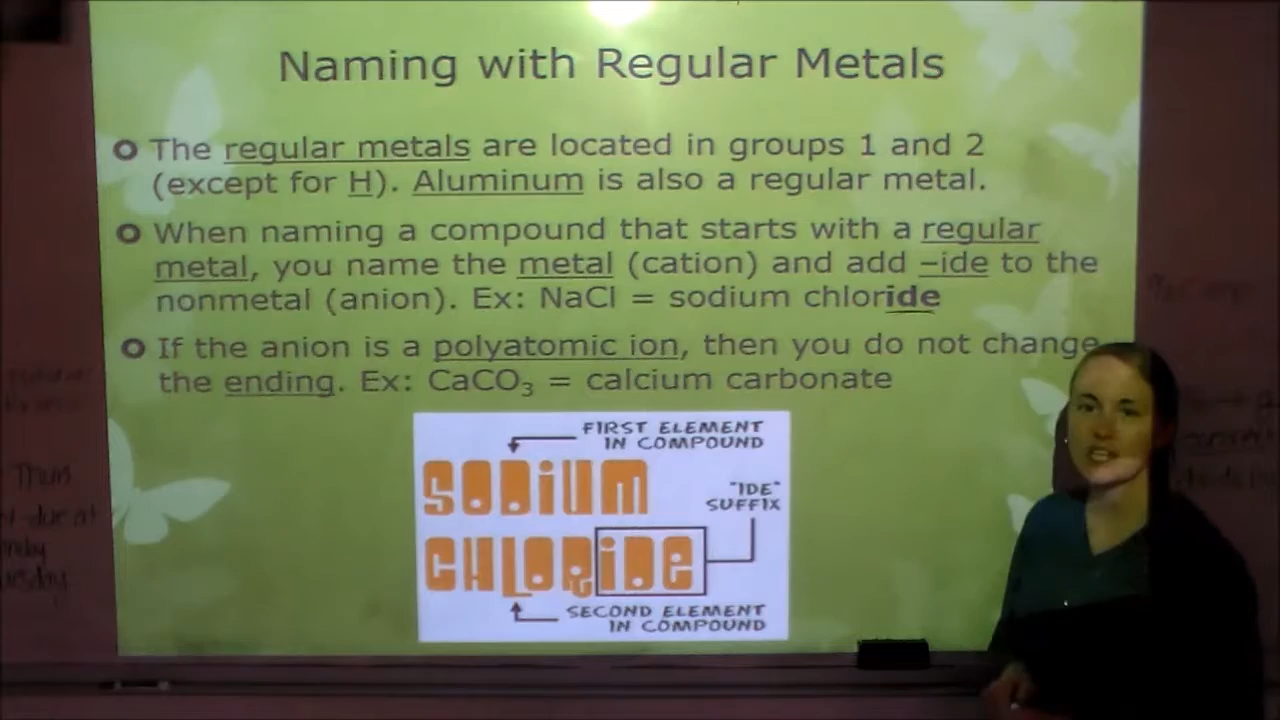 Naming with Regular Metals
The regular metals are located in groups 1 and 2
(except for H). Aluminum is also a regular metal.
When naming a compound that starts with a regular
metal, you name the metal (cation) and add –ide to the
nonmetal (anion). Ex: NaCl = sodium chloride
If the anion is a polyatomic ion, then you do not change
the ending. Ex: CaCO₃ = calcium carbonate
FIRST ELEMENT
IN COMPOUND
SODIUM
"IDE"
SUFFIX
CHLORIDE
SECOND ELEMENT
IN COMPOUND
due at